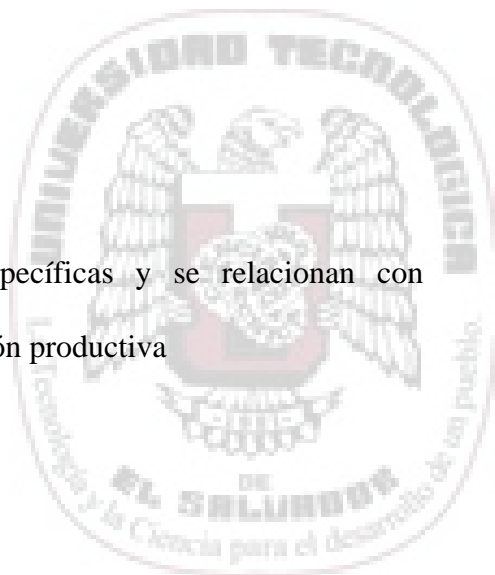 UNIVERSIDAD TECNOLOGICA
pecíficas y se relacionan con
ón productiva
DE
EL SALVADOR
La Tecnología y la Ciencia para el desarrollo de un pueblo.